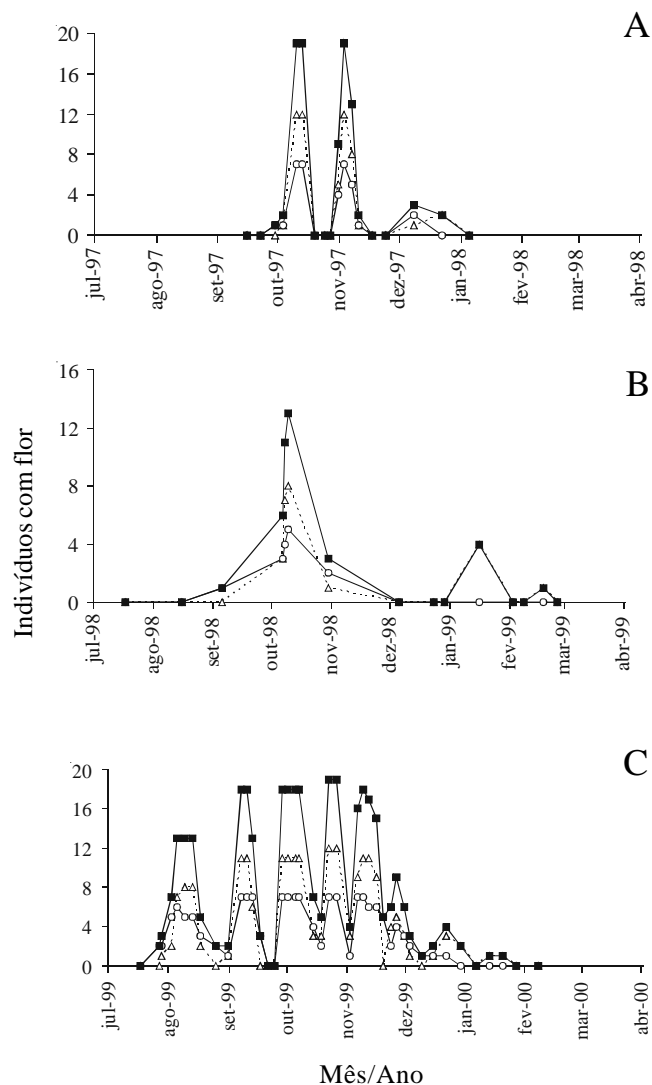 A
20
16
12
8
4
0
jul-97
ago-97
set-97
out-97
nov-97
dez-97
jan-98
fev-98
mar-98
abr-98
B
16
12
8
4
0
jul-98
ago-98
set-98
out-98
nov-98
dez-98
jan-99
fev-99
mar-99
abr-99
Indivíduos com flor
C
20
16
12
8
4
0
jul-99
ago-99
set-99
out-99
nov-99
dez-99
jan-00
fev-00
mar-00
abr-00
Mês/Ano